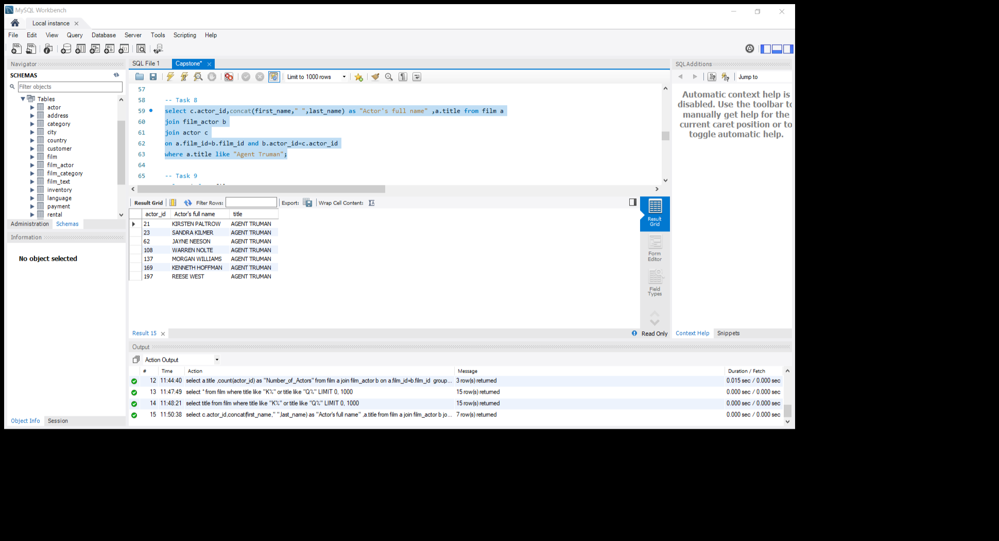 MySQL Workbench
Local instance
File Edit View Query Database Server Tools Scripting Help
Navigator
SCHEMAS
Filter objects
Tables
actor
address
category
city
country
customer
film
film_actor
film_category
film_text
inventory
language
payment
rental
Administration Schemas
Information
No object selected
Object Info Session
SQL File 1 Capstone*
Limit to 1000 rows
57
58 -- Task 8
59 select c.actor_id,concat(first_name," ",last_name) as "Actor's full name" ,a.title from film a
60 join film_actor b
61 join actor c
62 on a.film_id=b.film_id and b.actor_id=c.actor_id
63 where a.title like "Agent Truman";
64
65 -- Task 9
Result Grid Filter Rows: Export: Wrap Cell Content:
actor_id Actor's full name title
21 KIRSTEN PALTROW AGENT TRUMAN
23 SANDRA KILMER AGENT TRUMAN
62 JAYNE NEESON AGENT TRUMAN
108 WARREN NOLTE AGENT TRUMAN
137 MORGAN WILLIAMS AGENT TRUMAN
169 KENNETH HOFFMAN AGENT TRUMAN
197 REESE WEST AGENT TRUMAN
Result
Grid
Form
Editor
Field
Types
Result 15
Read Only
SQLAdditions
Jump to
Automatic context help is
disabled. Use the toolbar to
manually get help for the
current caret position or to
toggle automatic help.
Context Help Snippets
Output
Action Output
# Time Action Message Duration / Fetch
12 11:44:40 select a.title ,count(actor_id) as "Number_of_Actors" from film a join film_actor b on a.film_id=b.film_id group... 3 row(s) returned 0.015 sec / 0.000 sec
13 11:47:49 select * from film where title like "K%" or title like "Q%" LIMIT 0, 1000 15 row(s) returned 0.000 sec / 0.000 sec
14 11:48:21 select title from film where title like "K%" or title like "Q%" LIMIT 0, 1000 15 row(s) returned 0.000 sec / 0.000 sec
15 11:50:38 select c.actor_id,concat(first_name," ",last_name) as "Actor's full name" ,a.title from film a join film_actor b jo... 7 row(s) returned 0.000 sec / 0.000 sec